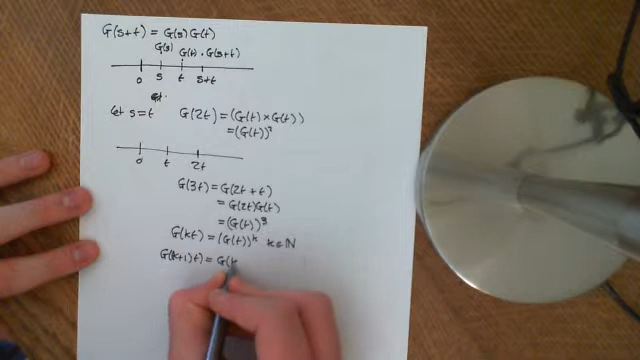 G(s+t) = G(s)G(t)
G(s) G(t) • G(s+t)
0 s t s+t
let s=t G(2t) = (G(t) × G(t))
= (G(t))²
0 t 2t
G(3t) = G(2t + t)
= G(2t)G(t)
= (G(t))³
G(kt) = (G(t))^k k∈ℕ
G((k+1)t) = G(k